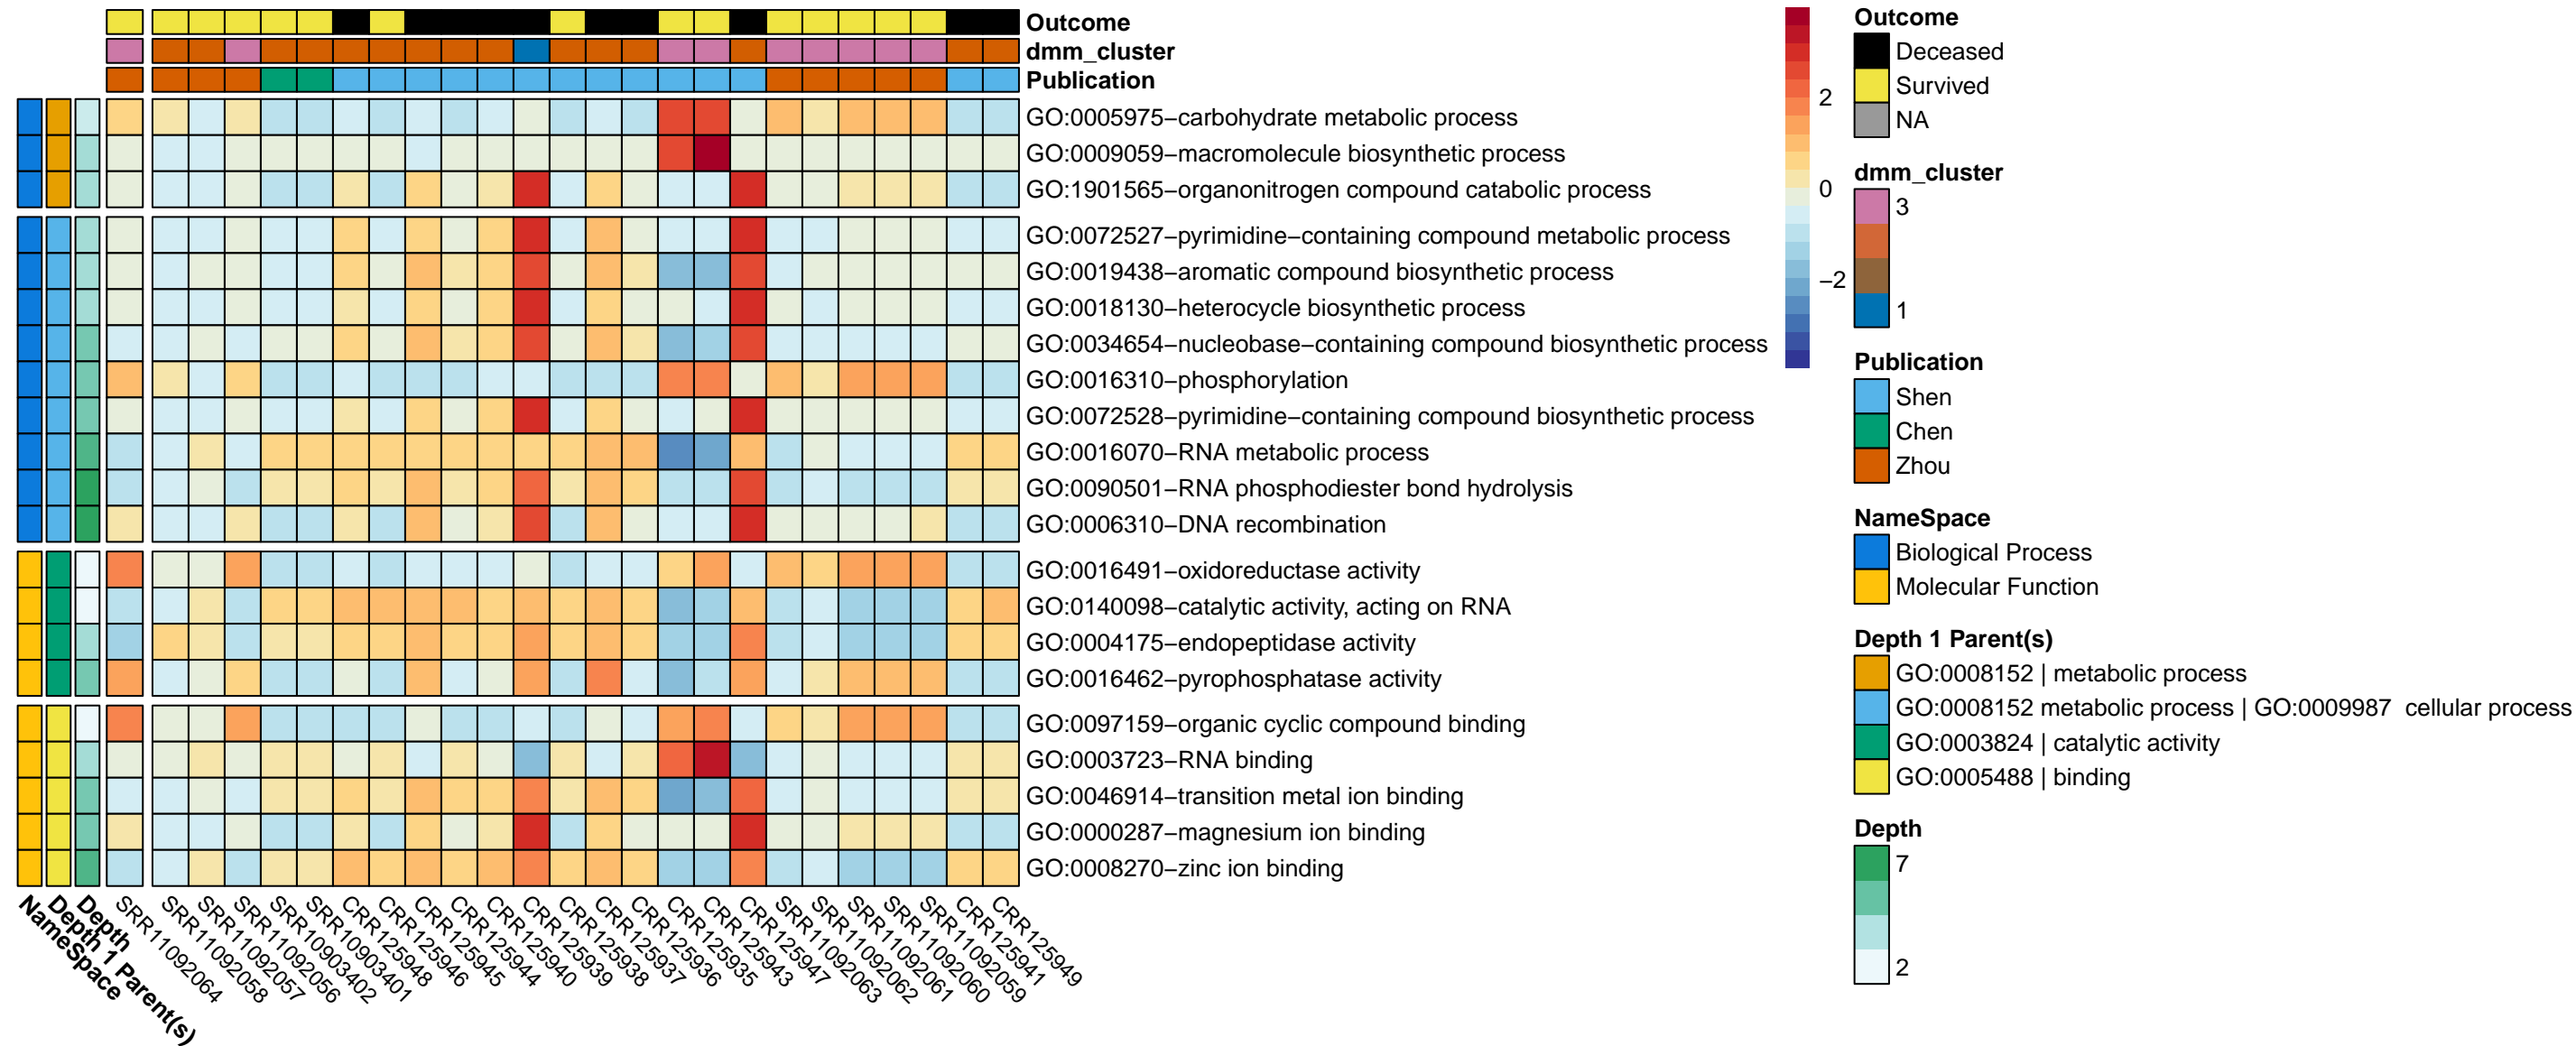 Outcome
dmm_cluster
Publication
GO:0005975−carbohydrate metabolic process
GO:0009059−macromolecule biosynthetic process
GO:1901565−organonitrogen compound catabolic process
GO:0072527−pyrimidine−containing compound metabolic process
GO:0019438−aromatic compound biosynthetic process
GO:0018130−heterocycle biosynthetic process
GO:0034654−nucleobase−containing compound biosynthetic process
GO:0016310−phosphorylation
GO:0072528−pyrimidine−containing compound biosynthetic process
GO:0016070−RNA metabolic process
GO:0090501−RNA phosphodiester bond hydrolysis
GO:0006310−DNA recombination
GO:0016491−oxidoreductase activity
GO:0140098−catalytic activity, acting on RNA
GO:0004175−endopeptidase activity
GO:0016462−pyrophosphatase activity
GO:0097159−organic cyclic compound binding
GO:0003723−RNA binding
GO:0046914−transition metal ion binding
GO:0000287−magnesium ion binding
GO:0008270−zinc ion binding
NameSpace
Depth 1 Parent(s)
Depth
SRR11092064
SRR11092058
SRR11092057
SRR11092056
SRR10903402
SRR10903401
CRR125948
CRR125946
CRR125945
CRR125944
CRR125940
CRR125939
CRR125938
CRR125937
CRR125936
CRR125935
CRR125943
CRR125947
SRR11092063
SRR11092062
SRR11092061
SRR11092060
SRR11092059
CRR125941
CRR125949
2
0
−2
Outcome
Deceased
Survived
NA
dmm_cluster
3
1
Publication
Shen
Chen
Zhou
NameSpace
Biological Process
Molecular Function
Depth 1 Parent(s)
GO:0008152 | metabolic process
GO:0008152 metabolic process | GO:0009987  cellular process
GO:0003824 | catalytic activity
GO:0005488 | binding
Depth
7
2